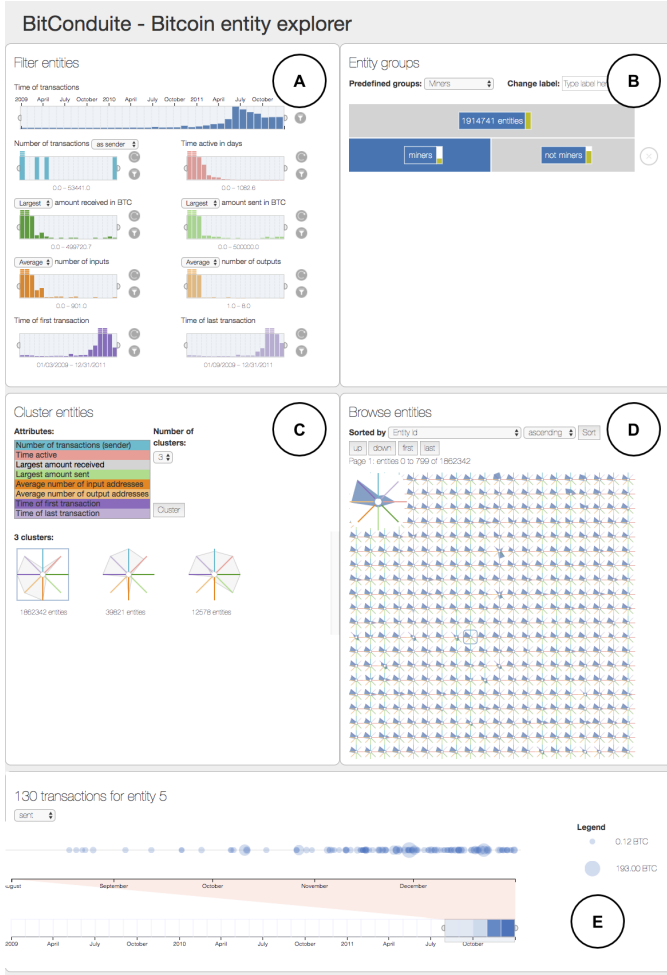 BitConduite - Bitcoin entity explorer
Filter entities
A
Time of transactions
2009 April July October 2010 April July October 2011 April July October
Number of transactions as sender
Time active in days
0.0 – 53441.0
0.0 – 1082.6
Largest amount received in BTC
Largest amount sent in BTC
0.0 – 499720.7
0.0 – 500000.0
Average number of inputs
Average number of outputs
0.0 – 901.0
1.0 – 8.0
Time of first transaction
Time of last transaction
01/03/2009 – 12/31/2011
01/09/2009 – 12/31/2011
Entity groups
B
Predefined groups: Miners Change label: Type label her
1914741 entities
miners
not miners
Cluster entities
C
Attributes:
Number of clusters:
Number of transactions (sender)
Time active
Largest amount received
Largest amount sent
Average number of input addresses
Average number of output addresses
Time of first transaction
Time of last transaction
3
Cluster
3 clusters:
1862342 entities
39821 entities
12578 entities
Browse entities
D
Sorted by Entity Id ascending Sort
up down first last
Page 1: entities 0 to 799 of 1862342
130 transactions for entity 5
sent
Legend
0.12 BTC
193.00 BTC
E
ugust September October November December
2009 April July October 2010 April July October 2011 April July October